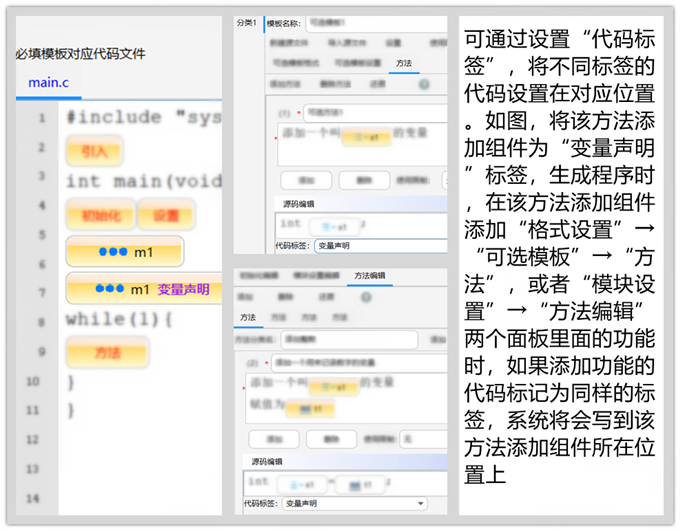 必填模板对应代码文件
main.c
1
#include "sys
2
引入
3
int main(void
4
初始化 设置
5
m1
6
7
m1 变量声明
8
while(1){
9
方法
10
}
11
}
12
13
14
分类1 模板名称: 可选模板1
新建源文件 导入源文件 设置
可选模板格式 可选模板设置 方法
添加方法 删除方法 还原
(1) * 可选方法1
添加一个叫 x1 的变量
添加 删除 使用限制:
源码编辑
int x1 ;
代码标签: 变量声明
初始化编辑 模块设置编辑 方法编辑
添加 删除 还原
方法 方法 方法 方法
方法分类名: 添加函数
(2) * 添加一个用来记录数字的变量
添加一个叫 x1 的变量
赋值为 t1
添加 删除 使用限制: 无
源码编辑
int x1 = t1 ;
代码标签: 变量声明
可通过设置“代码标
签”，将不同标签的
代码设置在对应位置
。如图，将该方法添
加组件为“变量声明
”标签，生成程序时
，在该方法添加组件
添加“格式设置”→
“可选模板”→“方
法”，或者“模块设
置”→“方法编辑”
两个面板里面的功能
时，如果添加功能的
代码标记为同样的标
签，系统将会写到该
方法添加组件所在位
置上